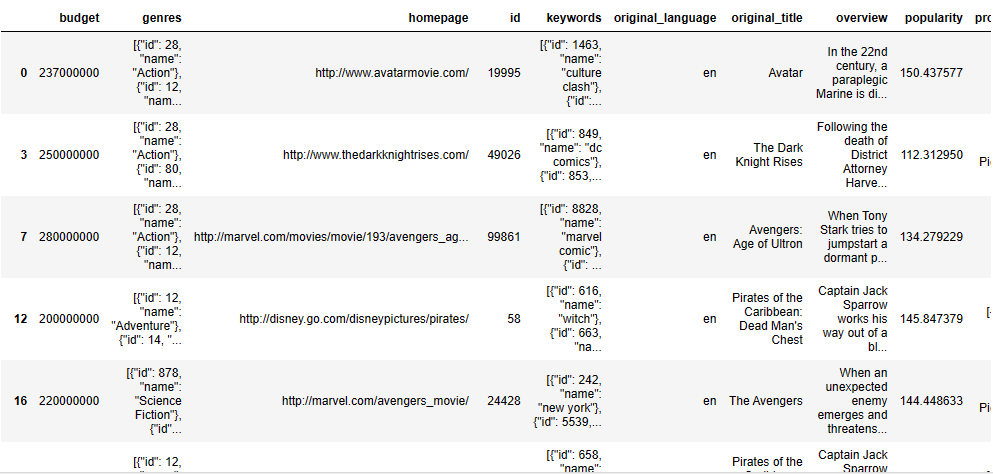 budget genres homepage id keywords original_language original_title overview popularity pro
[{"id": 28,
"name":
"Action"},
{"id": 12,
"nam...
[{"id": 1463,
"name":
"culture
clash"},
{"id":...
In the 22nd
century, a
paraplegic
Marine is di...
0 237000000 http://www.avatarmovie.com/ 19995 en Avatar 150.437577
[{"id": 28,
"name":
"Action"},
{"id": 80,
"nam...
[{"id": 849,
"name": "dc
comics"},
{"id": 853,...
The Dark
Knight Rises
Following the
death of
District
Attorney
Harve...
3 250000000 http://www.thedarkknightrises.com/ 49026 en 112.312950 Pi
[{"id": 28,
"name":
"Action"},
{"id": 12,
"nam...
[{"id": 8828,
"name":
"marvel
comic"},
{"id": ...
Avengers:
Age of Ultron
When Tony
Stark tries to
jumpstart a
dormant p...
7 280000000 http://marvel.com/movies/movie/193/avengers_ag... 99861 en 134.279229
[{"id": 12,
"name":
"Adventure"},
{"id": 14, "...
[{"id": 616,
"name":
"witch"},
{"id": 663,
"na...
Pirates of the
Caribbean:
Dead Man's
Chest
Captain Jack
Sparrow
works his
way out of a
bl...
12 200000000 http://disney.go.com/disneypictures/pirates/ 58 en 145.847379 [
[{"id": 878,
"name":
"Science
Fiction"},
{"id"...
[{"id": 242,
"name":
"new york"},
{"id": 5539,...
When an
unexpected
enemy
emerges and
threatens...
16 220000000 http://marvel.com/avengers_movie/ 24428 en The Avengers 144.448633 Pi
[{"id": 12,
[{"id": 658,
"name":
Pirates of the
Captain Jack
Sparrow